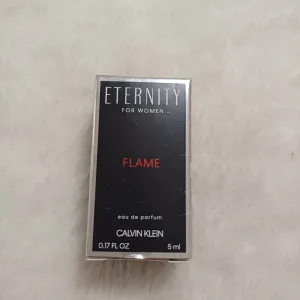 ETERNITY
FOR WOMEN
FLAME
eau de parfum
CALVIN KLEIN
0.17 FL OZ 5 ml